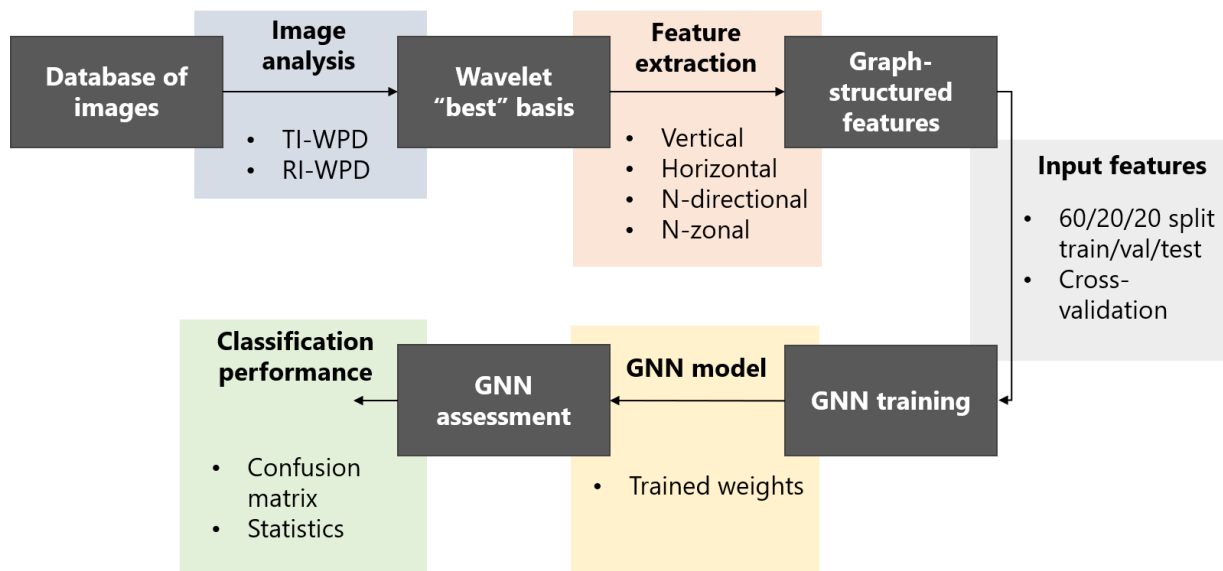 Database of
images
Image
analysis
• TI-WPD
• RI-WPD
Wavelet
“best” basis
Feature
extraction
• Vertical
• Horizontal
• N-directional
• N-zonal
Graph-
structured
features
Input features
• 60/20/20 split
train/val/test
• Cross-
validation
GNN training
GNN model
• Trained weights
GNN
assessment
Classification
performance
• Confusion
matrix
• Statistics